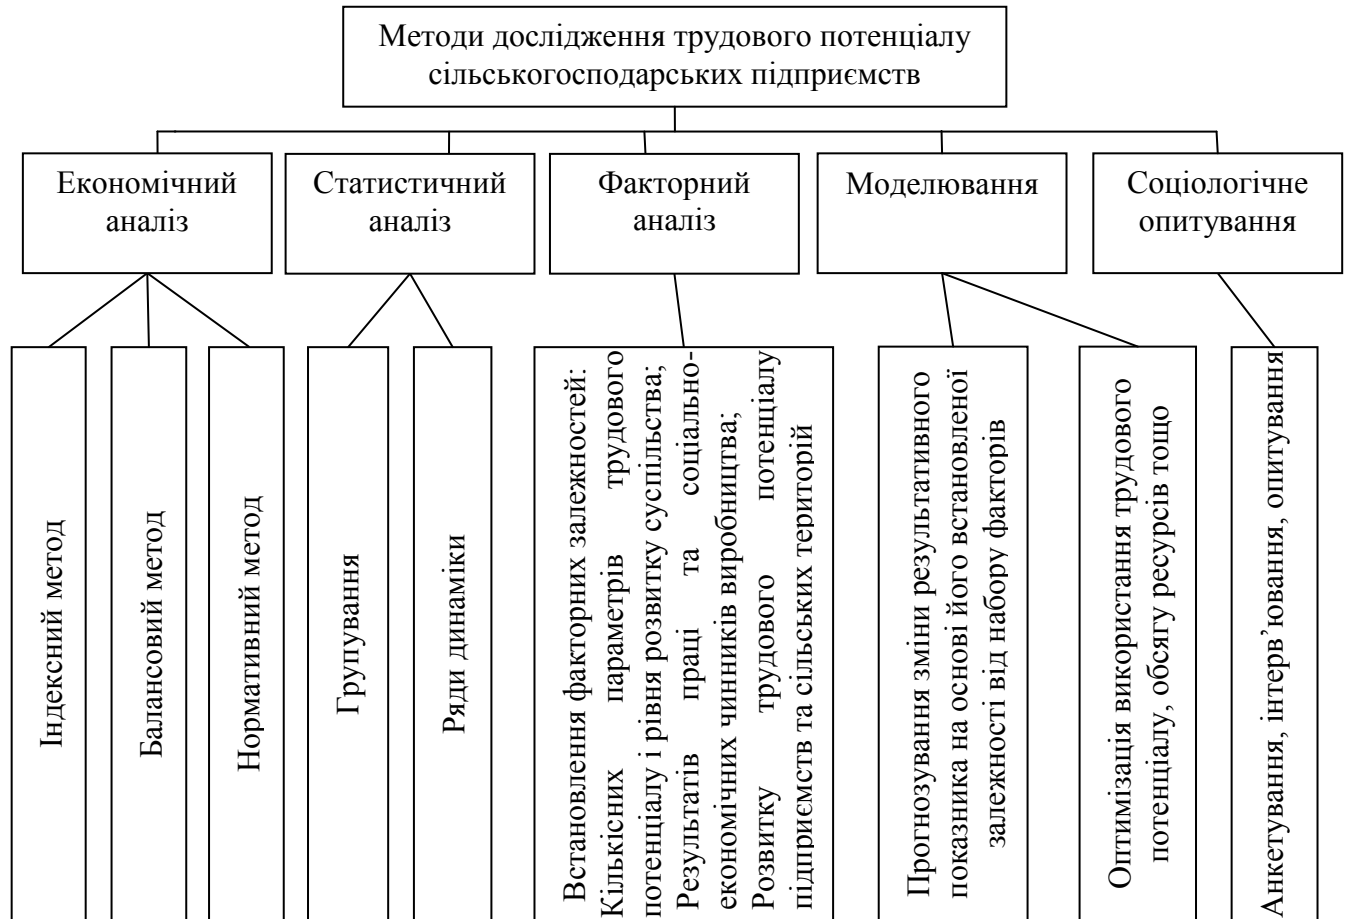 Методи дослідження трудового потенціалу
сільськогосподарських підприємств
Економічний
аналіз
Статистичний
аналіз
Факторний
аналіз
Моделювання
Соціологічне
опитування
Індексний метод
Балансовий метод
Нормативний метод
Групування
Ряди динаміки
Встановлення факторних залежностей:
Кількісних параметрів трудового
потенціалу і рівня розвитку суспільства;
Результатів праці та соціально-
економічних чинників виробництва;
Розвитку трудового потенціалу
підприємств та сільських територій
Прогнозування зміни результативного
показника на основі його встановленої
залежності від набору факторів
Оптимізація використання трудового
потенціалу, обсягу ресурсів тощо
Анкетування, інтерв’ювання, опитування